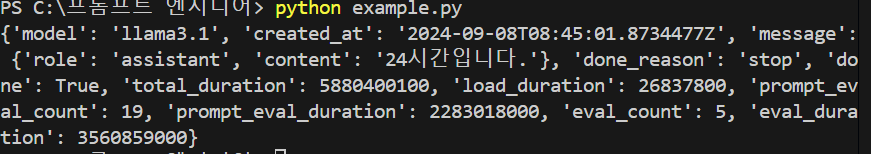 PS C:\프롬프트 엔지니어> python example.py
{'model': 'llama3.1', 'created_at': '2024-09-08T08:45:01.8734477Z', 'message':
 {'role': 'assistant', 'content': '24시간입니다.'}, 'done_reason': 'stop', 'do
ne': True, 'total_duration': 5880400100, 'load_duration': 26837800, 'prompt_ev
al_count': 19, 'prompt_eval_duration': 2283018000, 'eval_count': 5, 'eval_dura
tion': 3560859000}